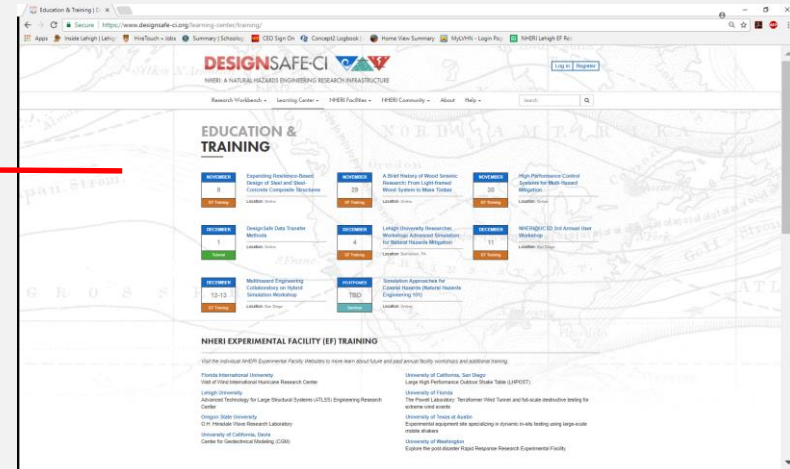 Education & Training | D
Secure | https://www.designsafe-ci.org/learning-center/training/
Apps Inside Lehigh | Lehig HireTouch - Jobs Summary | Schoology CEO Sign On Concept2 Logbook | Home View Summary MyLVHN - Login Pag NHERI Lehigh EF Re
DESIGNSAFE-CI
NHERI: A NATURAL HAZARDS ENGINEERING RESEARCH INFRASTRUCTURE
Log in Register
Research Workbench Learning Center NHERI Facilities NHERI Community About Help Search
EDUCATION &
TRAINING
NOVEMBER
8
EF Training
Expanding Resilience-Based
Design of Steel and Steel-
Concrete Composite Structures
Location: Online
NOVEMBER
29
EF Training
A Brief History of Wood Seismic
Research: From Light-framed
Wood System to Mass Timber
Location: Online
NOVEMBER
30
EF Training
High Performance Control
Systems for Multi-Hazard
Mitigation
Location: Online
DECEMBER
1
Tutorial
DesignSafe Data Transfer
Methods
Location: Online
DECEMBER
4
EF Training
Lehigh University Researcher
Workshop: Advanced Simulation
for Natural Hazards Mitigation
Location: PA
DECEMBER
11
EF Training
NHERI@UCSD 3rd Annual User
Workshop
Location: San Diego
DECEMBER
12-13
EF Training
Multihazard Engineering
Collaboratory on Hybrid
Simulation Workshop
Location: San Diego
POSTPONED
TBD
Seminar
Simulation Approaches for
Coastal Hazards (Natural Hazards
Engineering 101)
Location: Online
NHERI EXPERIMENTAL FACILITY (EF) TRAINING
Visit the individual NHERI Experimental Facility Websites to more learn about future and past annual facility workshops and additional training.
Florida International University
Wall of Wind International Hurricane Research Center
Lehigh University
Advanced Technology for Large Structural Systems (ATLSS) Engineering Research
Center
Oregon State University
O.H. Hinsdale Wave Research Laboratory
University of California, Davis
Center for Geotechnical Modeling (CGM)
University of California, San Diego
Large High Performance Outdoor Shake Table (LHPOST)
University of Florida
The Powell Laboratory: Terraformer Wind Tunnel and full-scale destructive testing for
extreme wind events
University of Texas at Austin
Experimental equipment site specializing in dynamic in-situ testing using large-scale
mobile shakers
University of Washington
Explore the post-disaster Rapid Response Research Experimental Facility